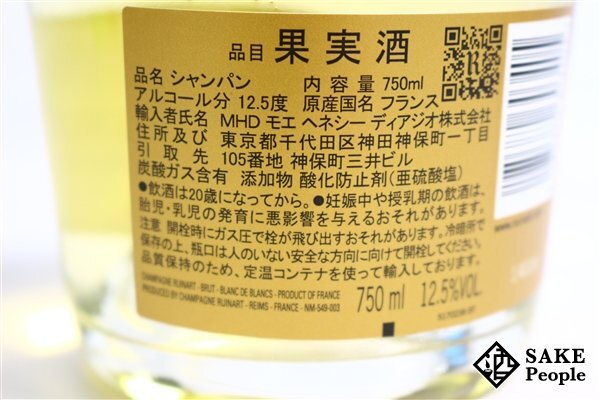 品目 果実酒
品名 シャンパン 内容量 750ml
アルコール分 12.5度 原産国名 フランス
輸入者氏名 MHD モエ ヘネシー ディアジオ株式会社
住所及び 東京都千代田区神田神保町一丁目
引取先 105番地 神保町三井ビル
炭酸ガス含有 添加物 酸化防止剤(亜硫酸塩)
●飲酒は20歳になってから。●妊娠中や授乳期の飲酒は、
胎児・乳児の発育に悪影響を与えるおそれがあります。
注意 開栓時にガス圧で栓が飛び出すおそれがあります。冷暗所で
保存の上、瓶口は人のいない安全な方向に向けて開栓してください。
品質保持のため、定温コンテナを使って輸入しております。
CHAMPAGNE RUINART - BRUT - BLANC DE BLANCS - PRODUCT OF FRANCE
PRODUCED BY CHAMPAGNE RUINART - REIMS - FRANCE - NM-549-003
750 ml 12.5%VOL.
酒 SAKE
People